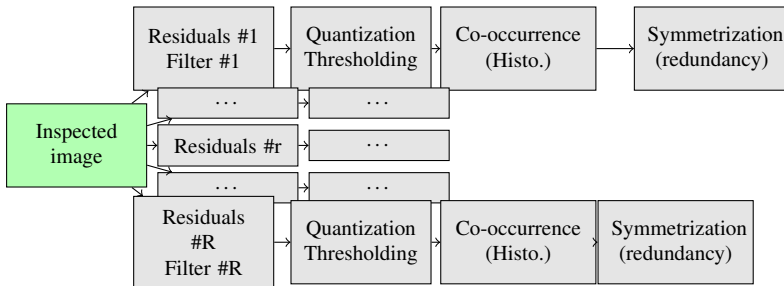 Residuals #1
Filter #1
Quantization
Thresholding
Co-occurrence
(Histo.)
Symmetrization
(redundancy)
...
...
Inspected
image
Residuals #r
...
...
...
Residuals
#R
Filter #R
Quantization
Thresholding
Co-occurrence
(Histo.)
Symmetrization
(redundancy)